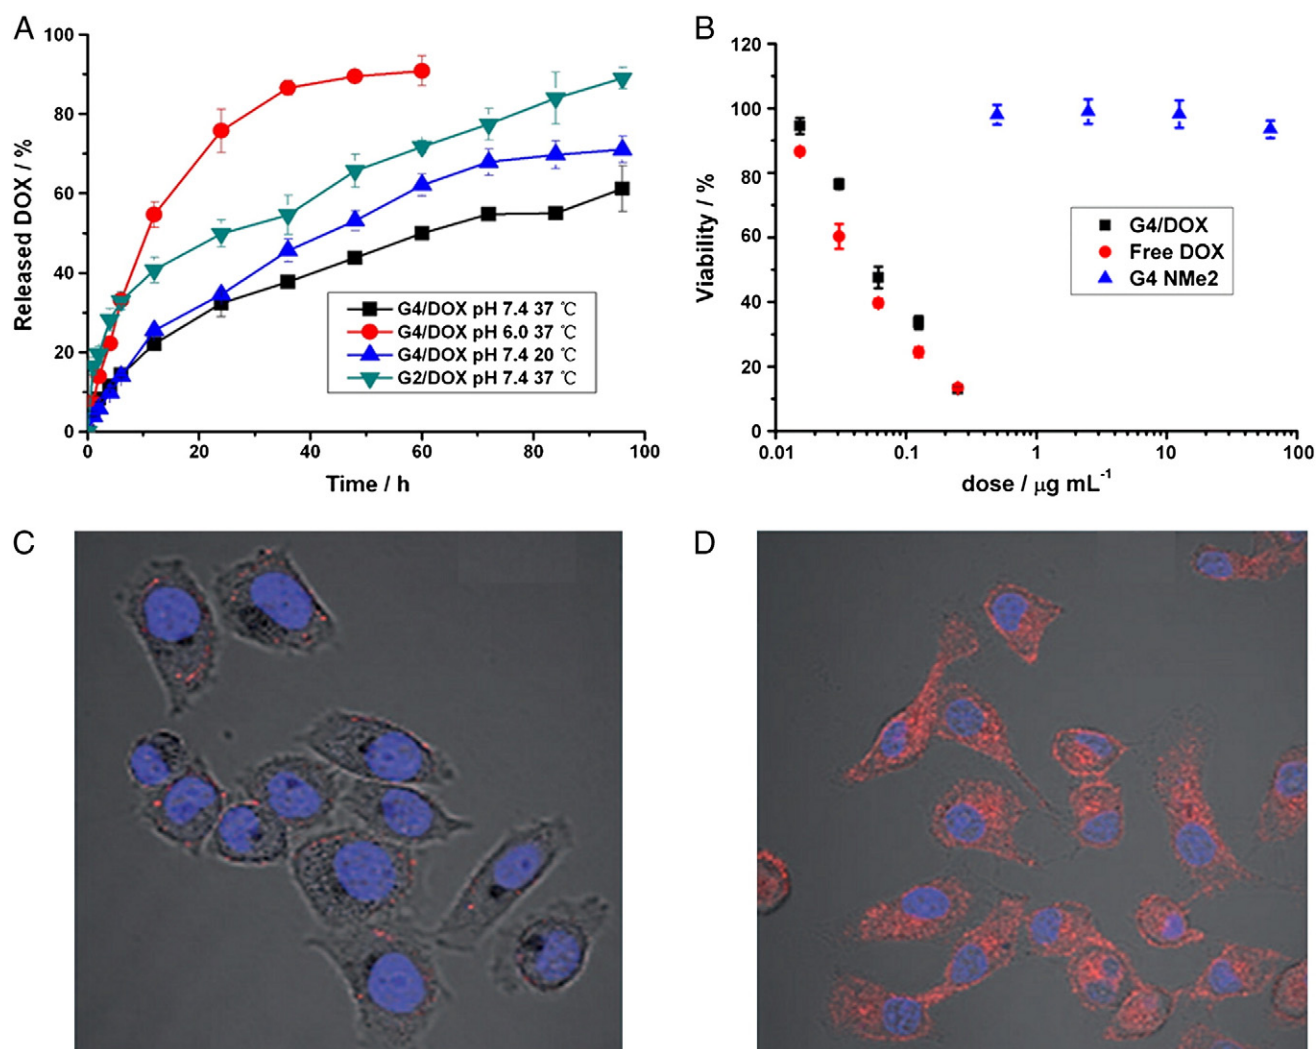 A
100
80
60
40
20
0
Released DOX / %
0 20 40 60 80 100
Time / h
G4/DOX pH 7.4 37 ℃
G4/DOX pH 6.0 37 ℃
G4/DOX pH 7.4 20 ℃
G2/DOX pH 7.4 37 ℃
B
120
100
80
60
40
20
0
Viability / %
0.01 0.1 1 10 100
dose / μg mL⁻¹
G4/DOX
Free DOX
G4 NMe2
C
D